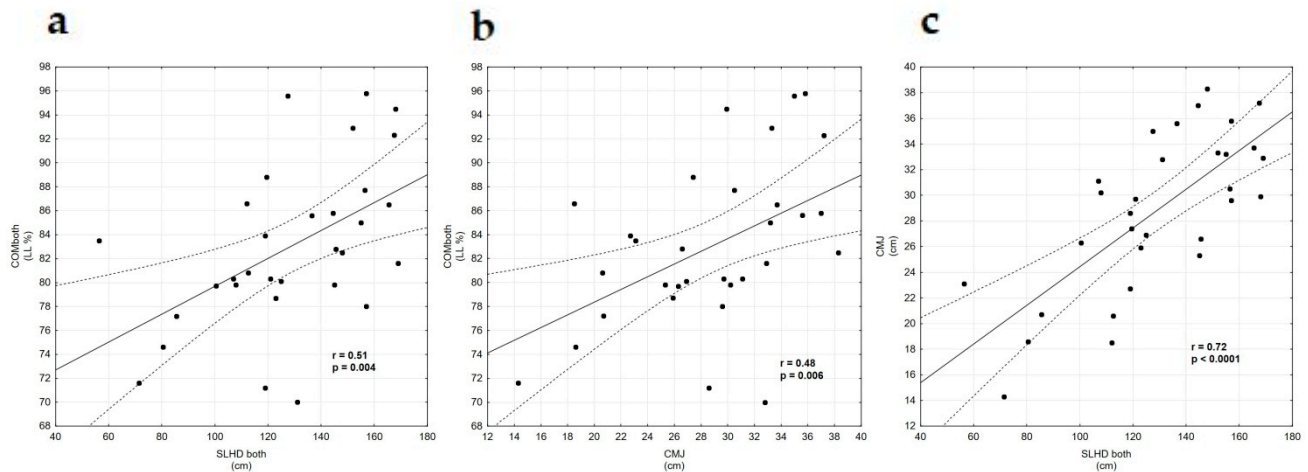 a
b
c
98
96
94
92
90
88
86
84
82
80
78
76
74
72
70
68
COMboth
(LL %)
40 60 80 100 120 140 160 180
SLHD both
(cm)
r = 0.51
p = 0.004
98
96
94
92
90
88
86
84
82
80
78
76
74
72
70
68
COMboth
(LL %)
12 14 16 18 20 22 24 26 28 30 32 34 36 38 40
CMJ
(cm)
r = 0.48
p = 0.006
40
38
36
34
32
30
28
26
24
22
20
18
16
14
12
CMJ
(cm)
40 60 80 100 120 140 160 180
SLHD both
(cm)
r = 0.72
p < 0.0001